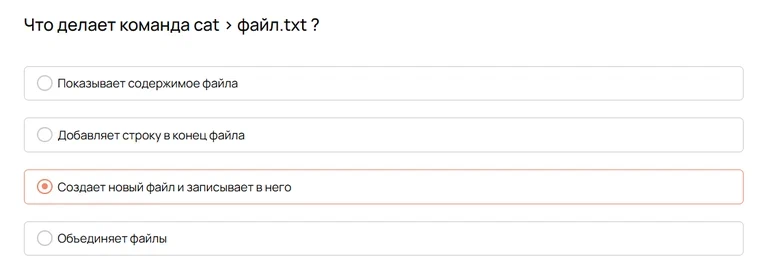 Что делает команда cat > файл.txt ?
Показывает содержимое файла
Добавляет строку в конец файла
Создает новый файл и записывает в него
Объединяет файлы